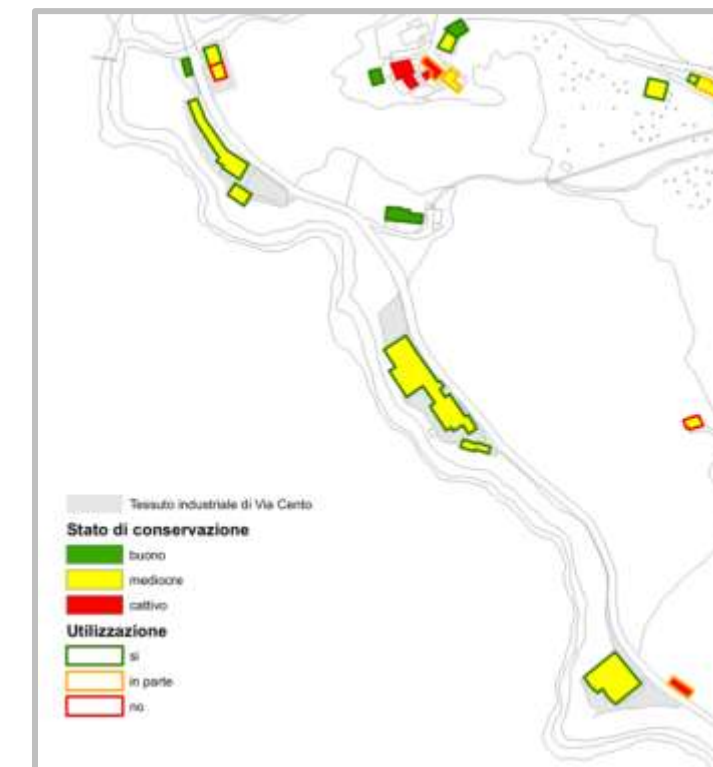 Tessuto industriale di Via Cento
Stato di conservazione
buono
mediocre
cattivo
Utilizzazione
si
in parte
no